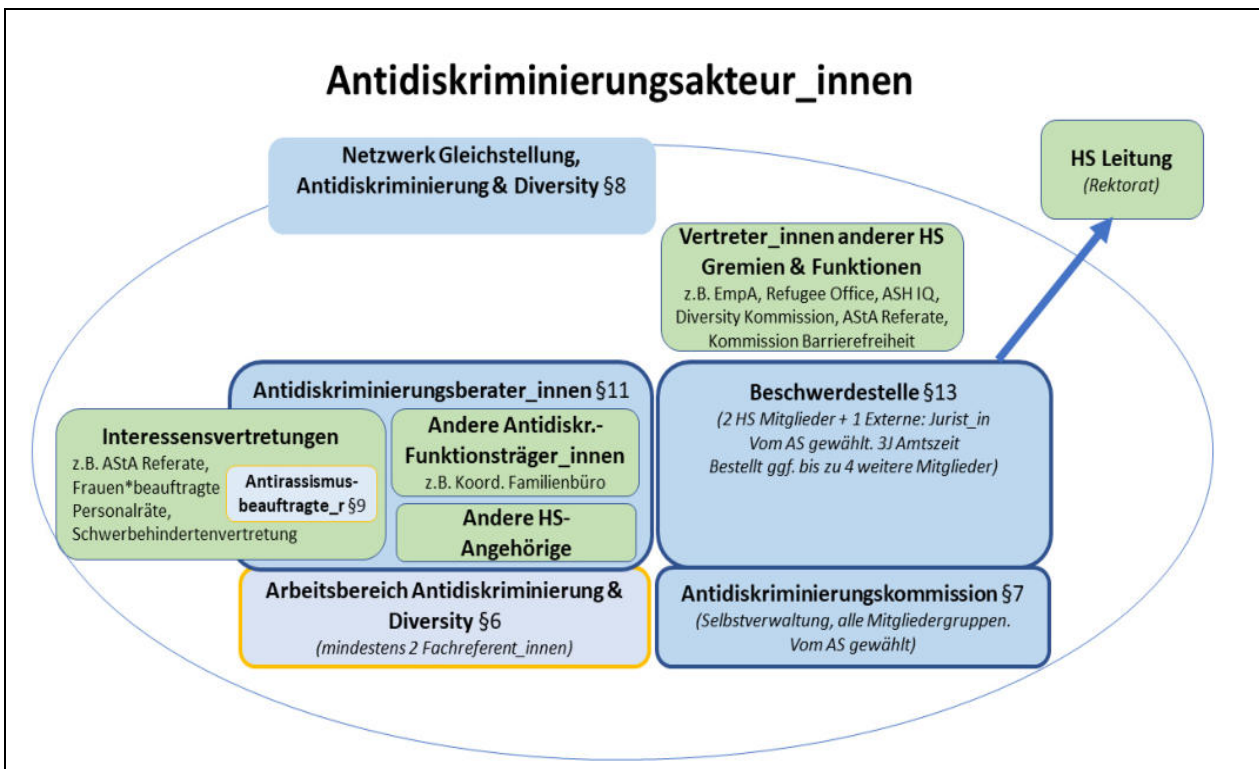 Antidiskriminierungsakteur_innen
Netzwerk Gleichstellung,
Antidiskriminierung & Diversity §8
HS Leitung
(Rektorat)
Vertreter_innen anderer HS
Gremien & Funktionen
z.B. EmpA, Refugee Office, ASH IQ,
Diversity Kommission, AStA Referate,
Kommission Barrierefreiheit
Antidiskriminierungsberater_innen §11
Interessensvertretungen
z.B. AStA Referate,
Frauen*beauftragte
Personalräte,
Schwerbehindertenvertretung
Antirassismus-
beauftragte_r §9
Andere Antidiskr.-
Funktionsträger_innen
z.B. Koord. Familienbüro
Andere HS-
Angehörige
Beschwerdestelle §13
(2 HS Mitglieder + 1 Externe: Jurist_in
Vom AS gewählt. 3J Amtszeit
Bestellt ggf. bis zu 4 weitere Mitglieder)
Arbeitsbereich Antidiskriminierung &
Diversity §6
(mindestens 2 Fachreferent_innen)
Antidiskriminierungskommission §7
(Selbstverwaltung, alle Mitgliedergruppen.
Vom AS gewählt)